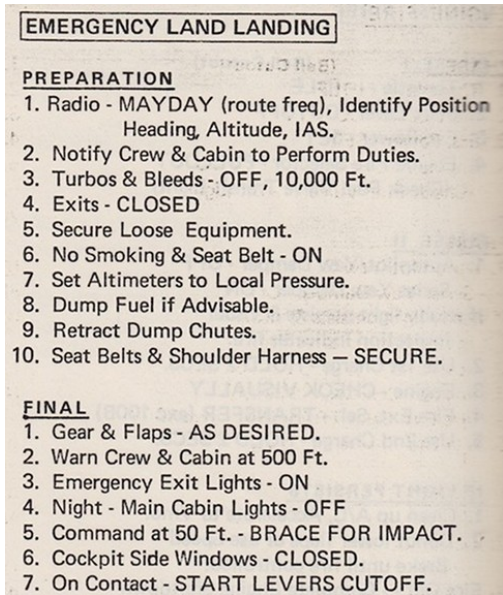 EMERGENCY LAND LANDING
PREPARATION
1. Radio - MAYDAY (route freq), Identify Position
Heading, Altitude, IAS.
2. Notify Crew & Cabin to Perform Duties.
3. Turbos & Bleeds - OFF, 10,000 Ft.
4. Exits - CLOSED
5. Secure Loose Equipment.
6. No Smoking & Seat Belt - ON
7. Set Altimeters to Local Pressure.
8. Dump Fuel if Advisable.
9. Retract Dump Chutes.
10. Seat Belts & Shoulder Harness — SECURE.
FINAL
1. Gear & Flaps - AS DESIRED.
2. Warn Crew & Cabin at 500 Ft.
3. Emergency Exit Lights - ON
4. Night - Main Cabin Lights - OFF
5. Command at 50 Ft - BRACE FOR IMPACT.
6. Cockpit Side Windows - CLOSED.
7. On Contact - START LEVERS CUTOFF.